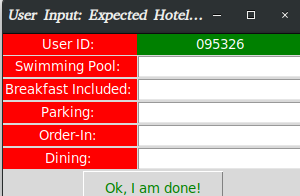 User Input: Expected Hotel...
User ID: 095326
Swimming Pool:
Breakfast Included:
Parking:
Order-In:
Dining:
Ok, I am done!